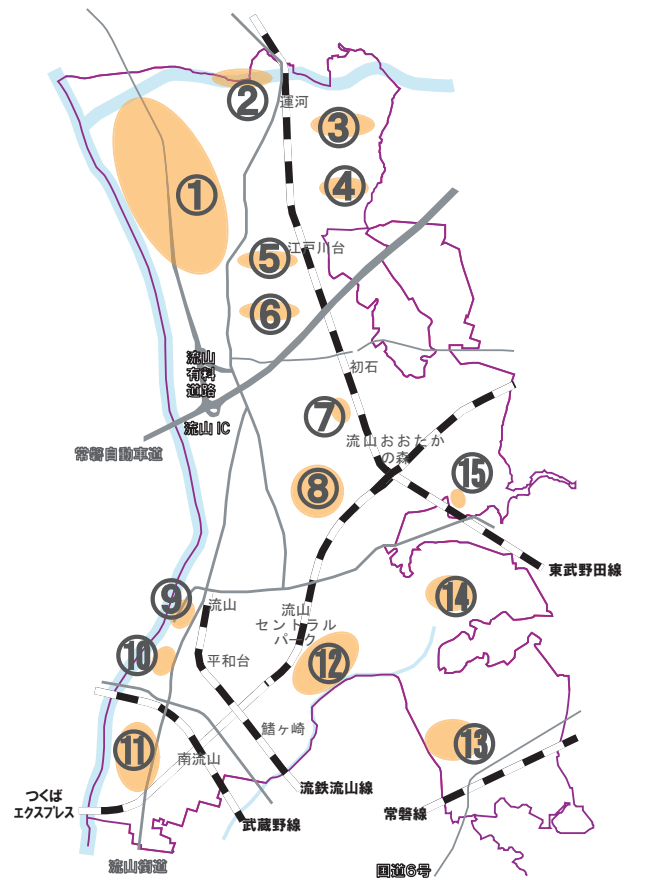 ②
運河
③
①
④
江戸川台
⑤
⑥
流山
有料
道路
初石
⑦
流山IC
流山おおたか
の森
常磐自動車道
⑮
⑧
東武野田線
⑨
流山
⑭
流山
セントラル
パーク
⑩
平和台
⑫
鰭ヶ崎
⑬
⑪
南流山
流鉄流山線
つくば
エクスプレス
武蔵野線
常磐線
流山街道
国道6号